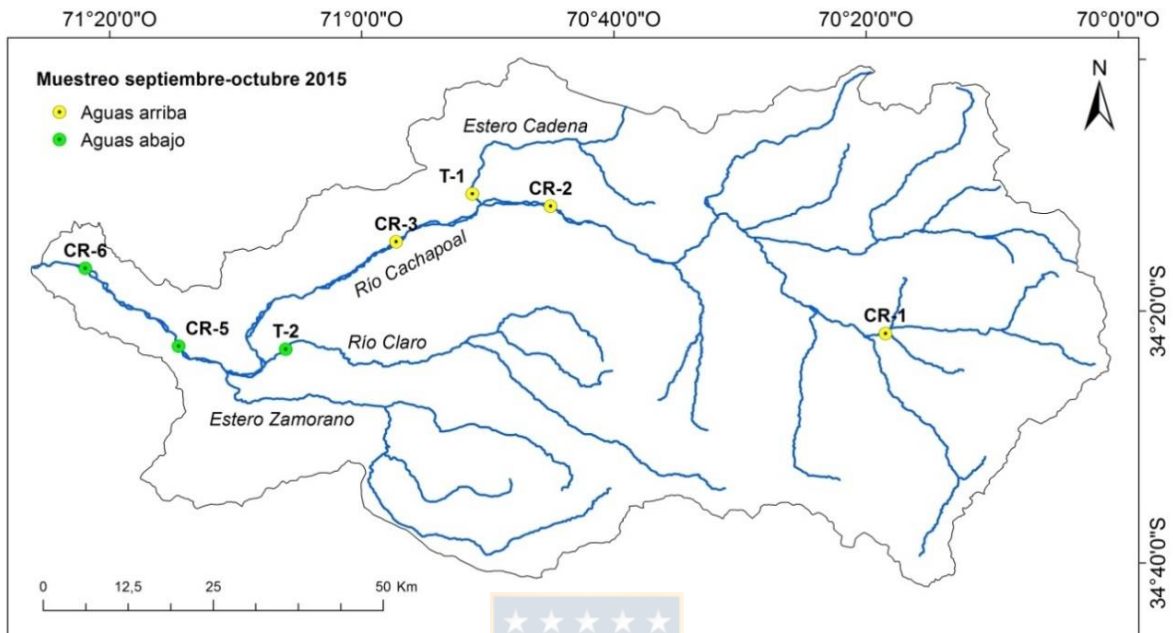 71°20'0"O 71°0'0"O 70°40'0"O 70°20'0"O 70°0'0"O
Muestreo septiembre-octubre 2015
Aguas arriba
Aguas abajo
N
Estero Cadena
T-1
CR-2
CR-3
Río Cachapoal
CR-6
CR-5
T-2
Río Claro
CR-1
34°20'0"S
Estero Zamorano
34°40'0"S
0 12,5 25 50 Km